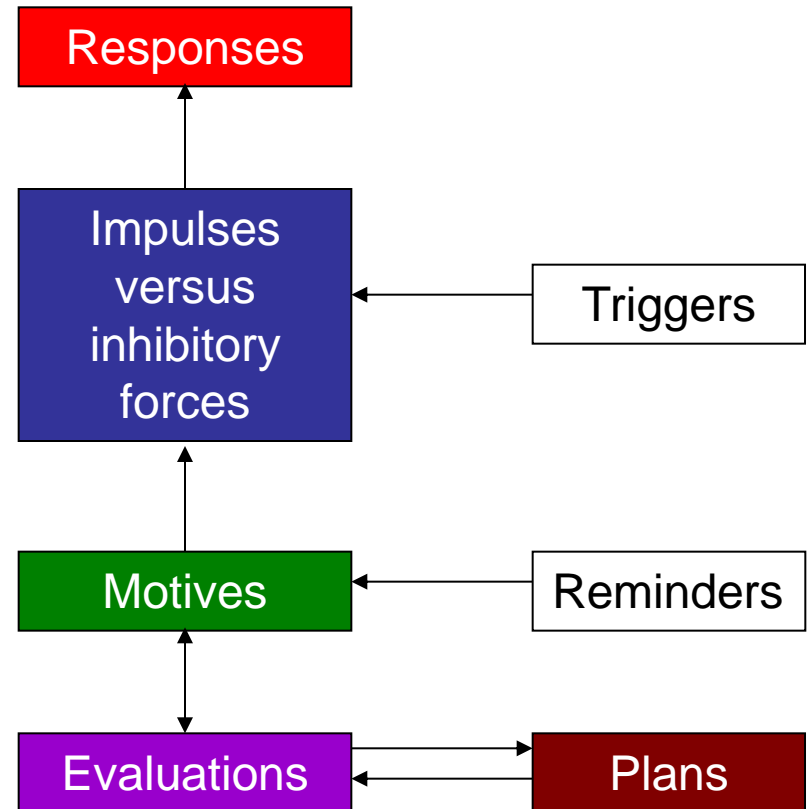 Responses
Impulses
versus
inhibitory
forces
Triggers
Motives
Reminders
Evaluations
Plans